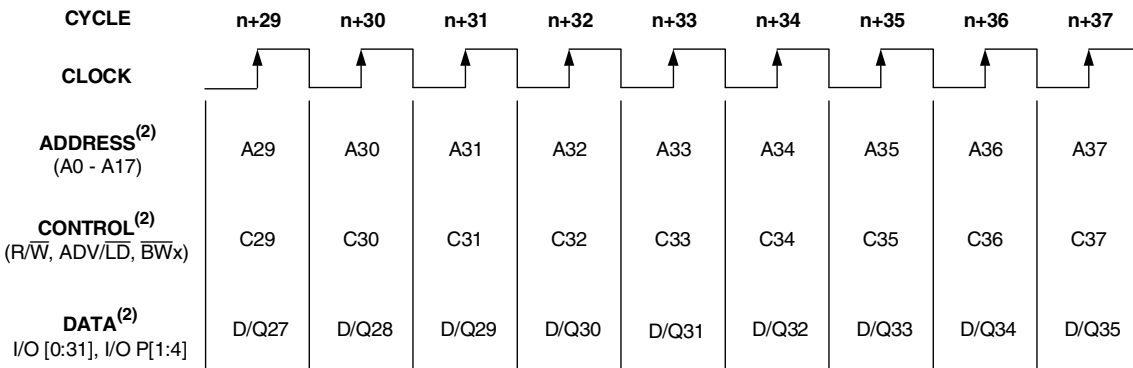 CYCLE n+29 n+30 n+31 n+32 n+33 n+34 n+35 n+36 n+37
CLOCK
ADDRESS(2) A29 A30 A31 A32 A33 A34 A35 A36 A37
(A0 - A17)
CONTROL(2) C29 C30 C31 C32 C33 C34 C35 C36 C37
(R/W̅, ADV/L̅D̅, B̅W̅x)
DATA(2) D/Q27 D/Q28 D/Q29 D/Q30 D/Q31 D/Q32 D/Q33 D/Q34 D/Q35
I/O [0:31], I/O P[1:4]